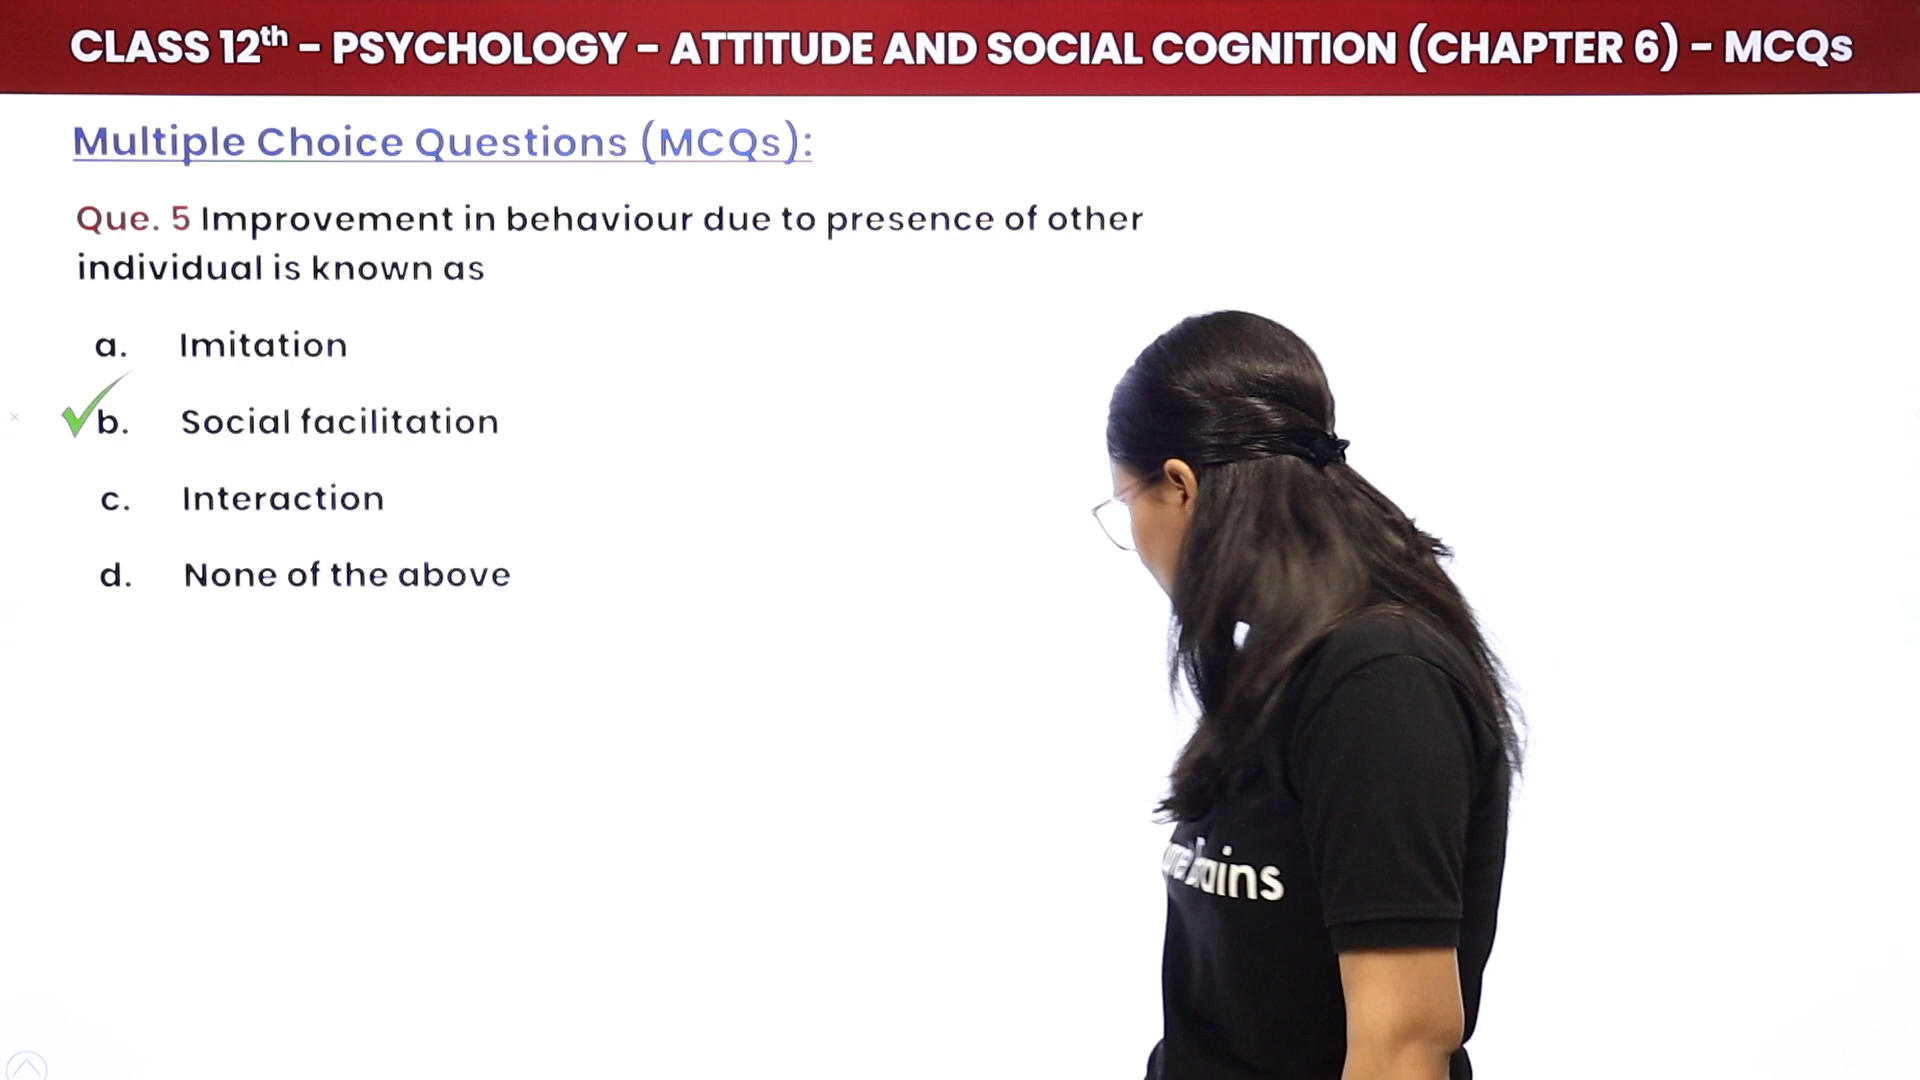 CLASS 12th - PSYCHOLOGY - ATTITUDE AND SOCIAL COGNITION (CHAPTER 6) - MCQs
Multiple Choice Questions (MCQs):
Que. 5 Improvement in behaviour due to presence of other
individual is known as
a. Imitation
b. Social facilitation
c. Interaction
d. None of the above